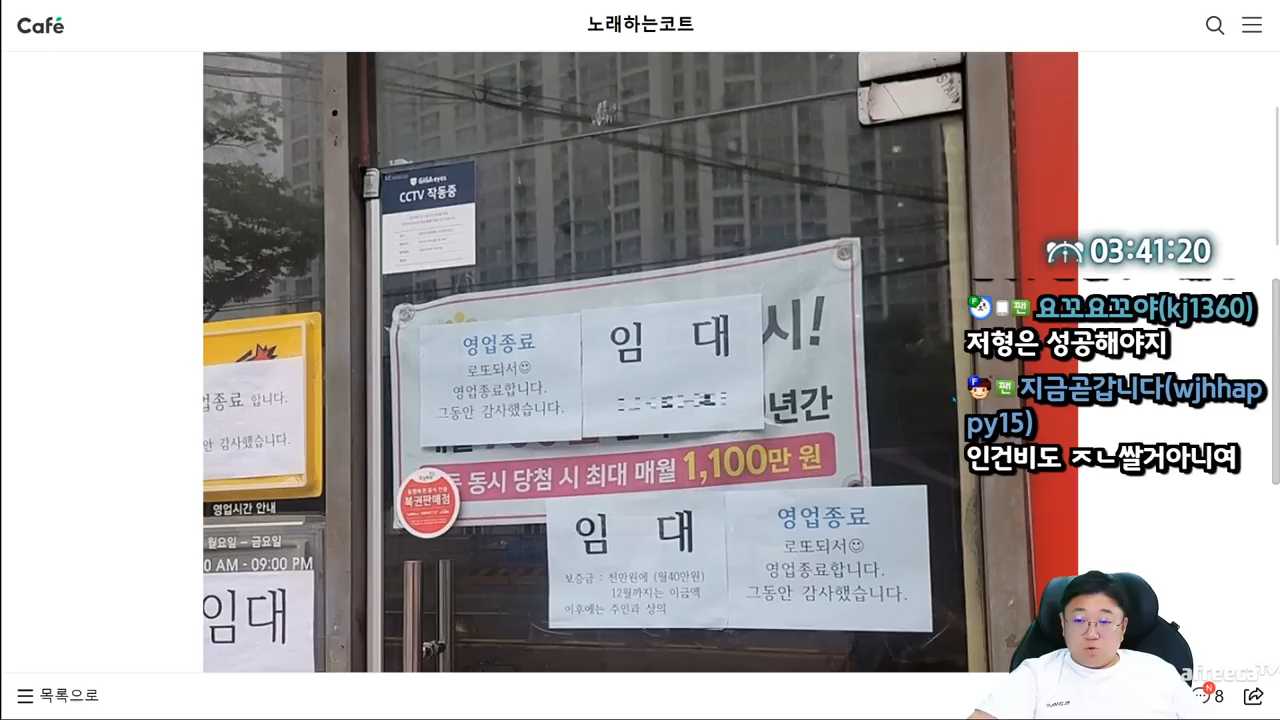 Café
노래하는코트
GiGAeyes
CCTV 작동중
03:41:20
요꼬요꼬야(kj1360)
저형은 성공해야지
지금곧갑니다(wjhhap
py15)
인건비도 ㅈㄴ쌀거아니여
영업종료
로또되서☺
영업종료합니다.
그동안 감사했습니다.
임 대
시!
년간
동시 당첨 시 최대 매월 1,100만 원
복권판매점
임 대
보증금 : 천만원에 (월40만원)
12월까지는 이금액
이후에는 주인과 상의
영업종료
로또되서☺
영업종료합니다.
그동안 감사했습니다.
종료 합니다.
감사했습니다.
영업시간 안내
월요일 ~ 금요일
0 AM - 09:00 PM
임대
afreecaTV
목록으로
N
8